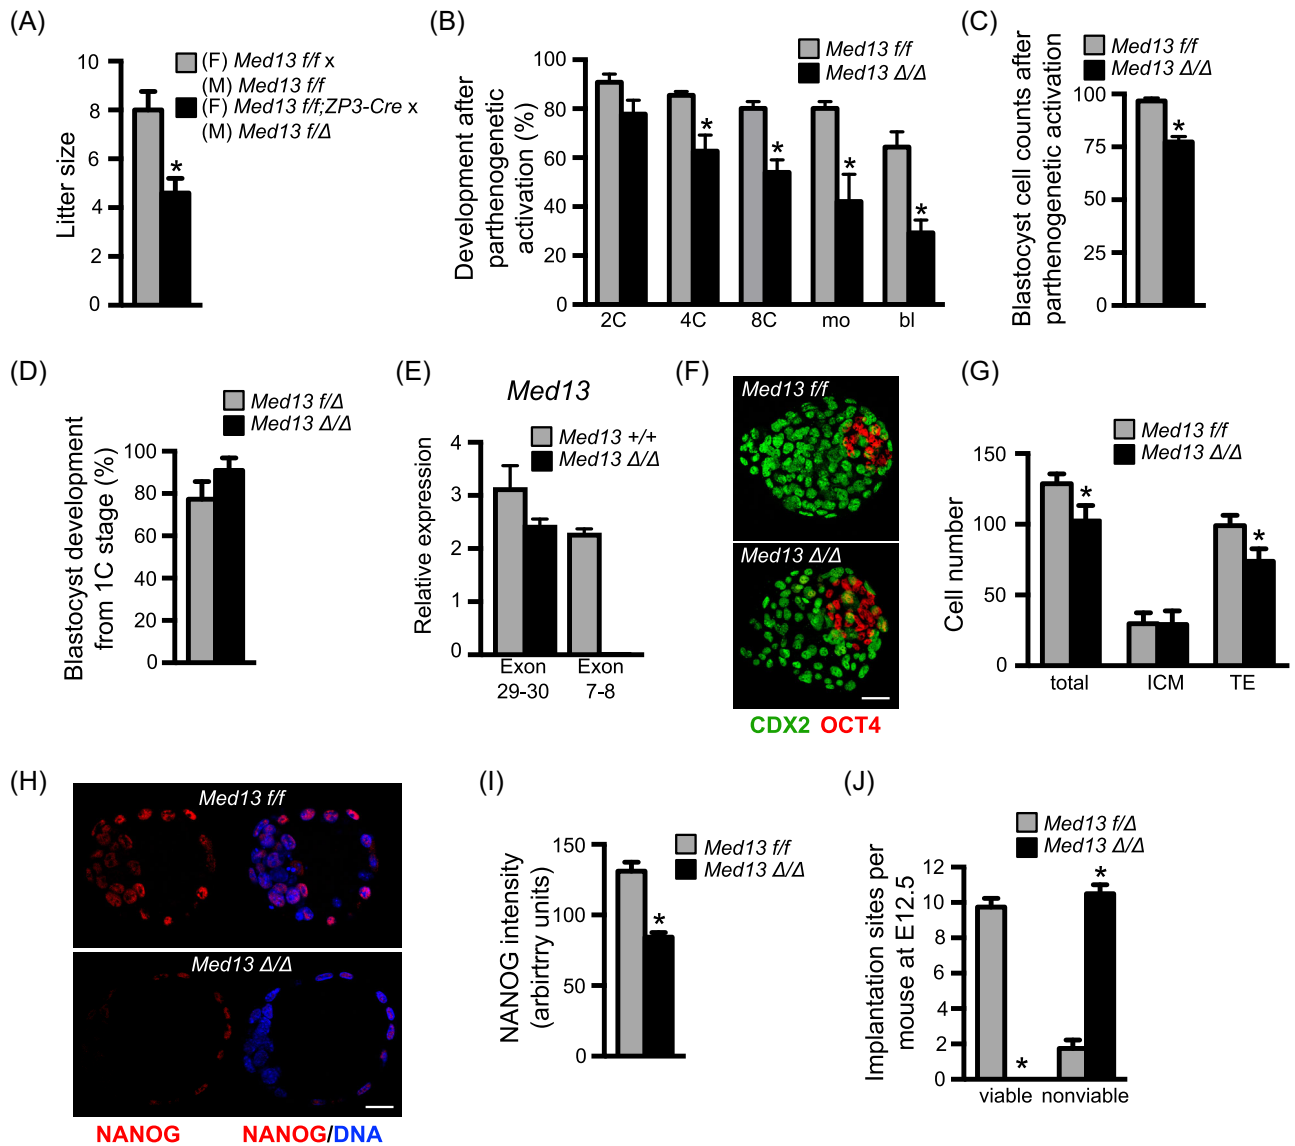 (A)
Litter size
10
8
6
4
2
0
*
(F) Med13 f/f x
(M) Med13 f/f
(F) Med13 f/f;ZP3-Cre x
(M) Med13 f/Δ
(B)
Development after
parthenogenetic
activation (%)
100
80
60
40
20
0
Med13 f/f
Med13 Δ/Δ
*
*
*
*
2C 4C 8C mo bl
(C)
Blastocyst cell counts after
parthenogenetic activation
Med13 f/f
Med13 Δ/Δ
100
75
25
0
*
(D)
Blastocyst development
from 1C stage (%)
Med13 f/Δ
Med13 Δ/Δ
100
80
60
40
20
0
(E)
Med13
Relative expression
Med13 +/+
Med13 Δ/Δ
4
3
2
1
0
Exon
29-30
Exon
7-8
(F)
Med13 f/f
Med13 Δ/Δ
CDX2 OCT4
(G)
Cell number
Med13 f/f
Med13 Δ/Δ
150
100
50
0
*
*
total ICM TE
(H)
Med13 f/f
Med13 Δ/Δ
NANOG NANOG/DNA
(I)
NANOG intensity
(arbirtrry units)
Med13 f/f
Med13 Δ/Δ
150
100
50
0
*
(J)
Implantation sites per
mouse at E12.5
Med13 f/Δ
Med13 Δ/Δ
12
10
8
6
4
2
0
*
*
viable nonviable